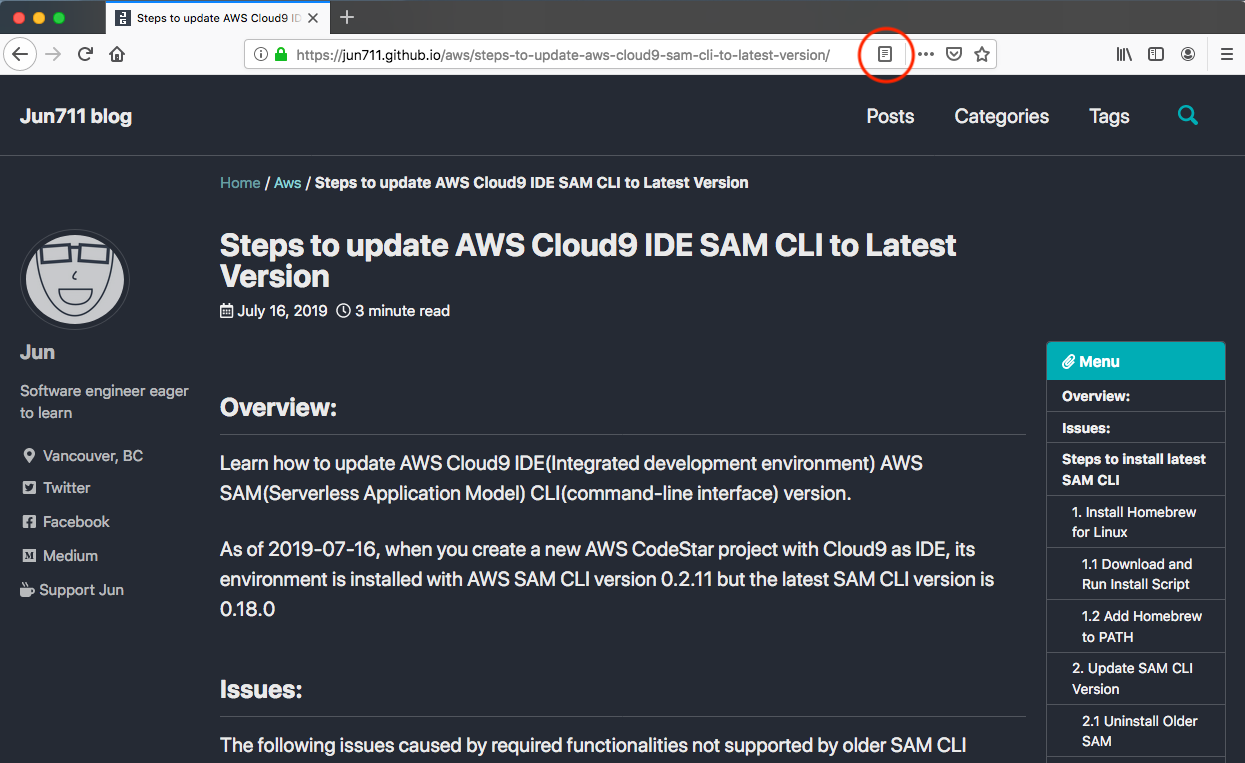 Steps to update AWS Cloud9 ID
https://jun711.github.io/aws/steps-to-update-aws-cloud9-sam-cli-to-latest-version/
Jun711 blog
Posts
Categories
Tags
Home / Aws / Steps to update AWS Cloud9 IDE SAM CLI to Latest Version
Steps to update AWS Cloud9 IDE SAM CLI to Latest
Version
July 16, 2019 3 minute read
Jun
Software engineer eager
to learn
Vancouver, BC
Twitter
Facebook
Medium
Support Jun
Overview:
Learn how to update AWS Cloud9 IDE(Integrated development environment) AWS
SAM(Serverless Application Model) CLI(command-line interface) version.
As of 2019-07-16, when you create a new AWS CodeStar project with Cloud9 as IDE, its
environment is installed with AWS SAM CLI version 0.2.11 but the latest SAM CLI version is
0.18.0
Issues:
The following issues caused by required functionalities not supported by older SAM CLI
Menu
Overview:
Issues:
Steps to install latest
SAM CLI
1. Install Homebrew
for Linux
1.1 Download and
Run Install Script
1.2 Add Homebrew
to PATH
2. Update SAM CLI
Version
2.1 Uninstall Older
SAM